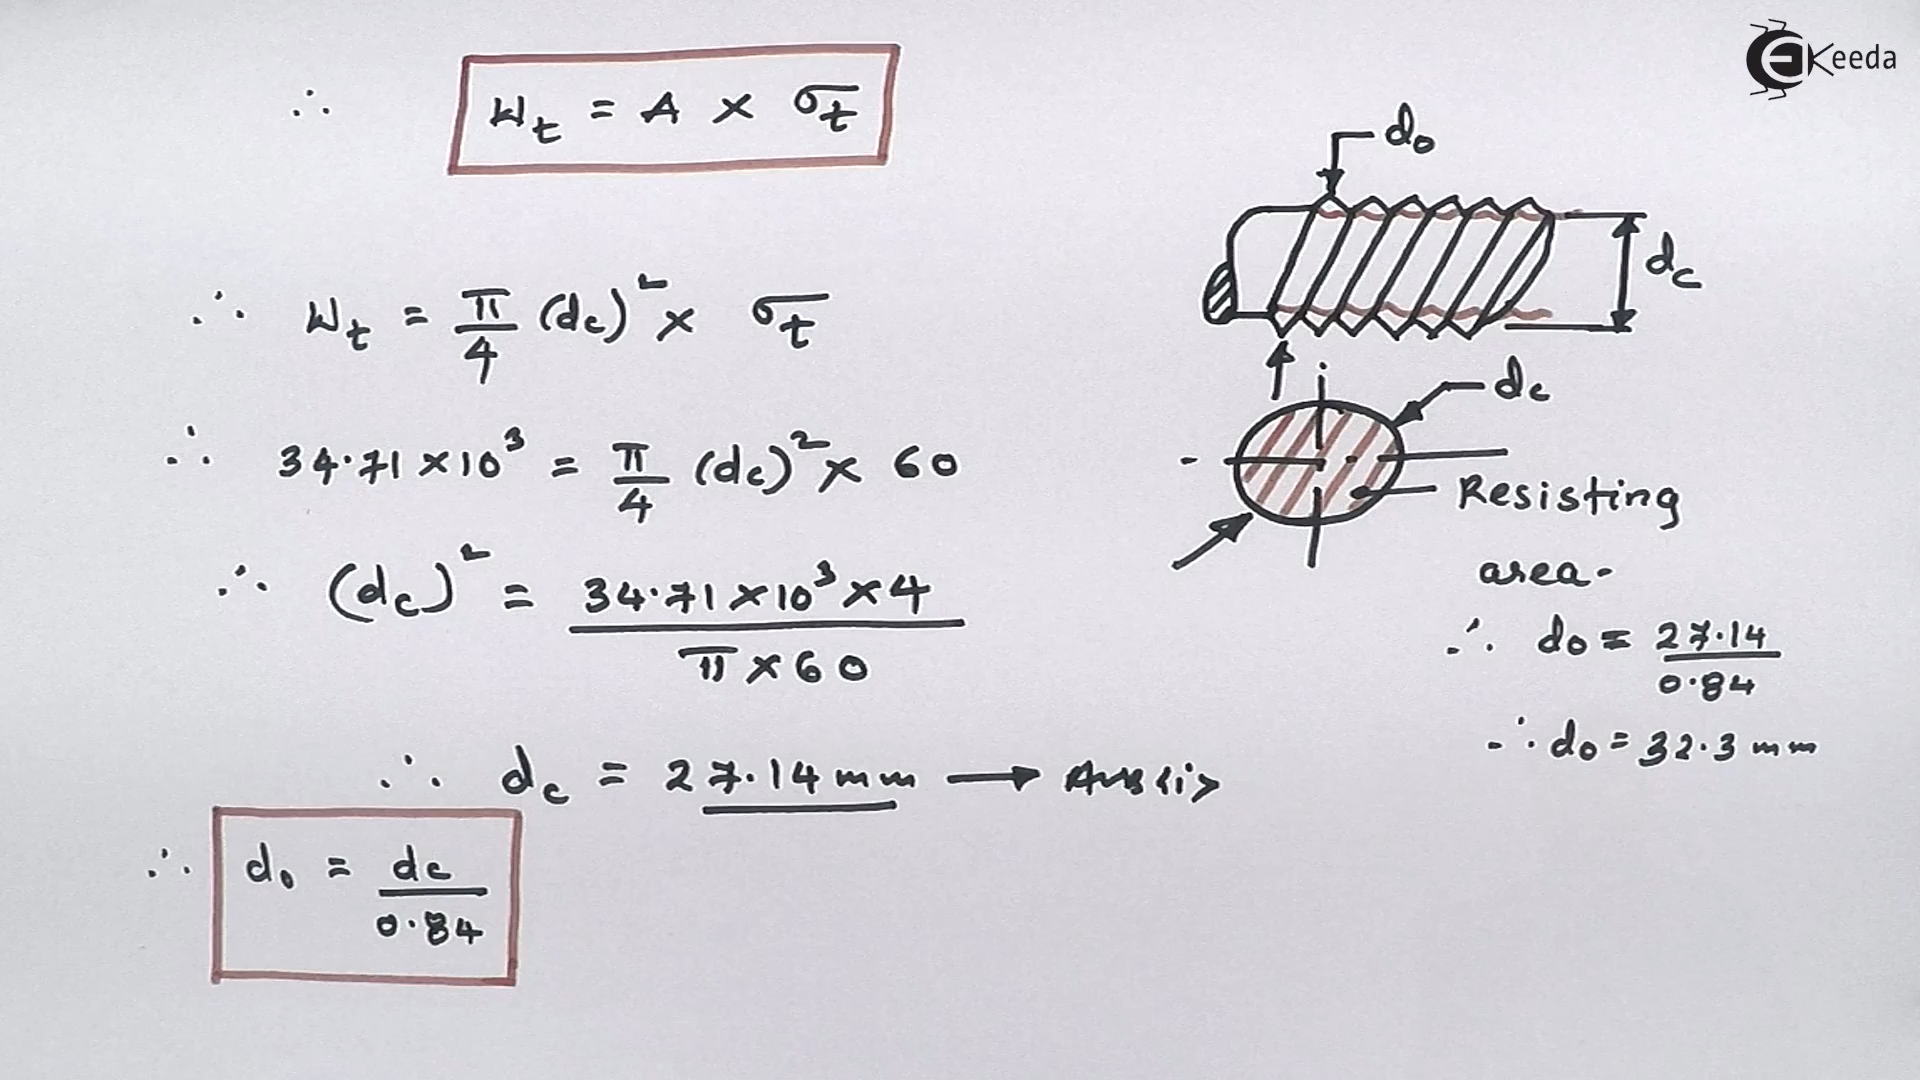 ∴ Wt = A × σt
∴ Wt = π/4 (dc)² × σt
∴ 34.71 × 10³ = π/4 (dc)² × 60
∴ (dc)² = 34.71 × 10³ × 4 / π × 60
∴ dc = 27.14 mm → Ans(i)
∴ do = dc / 0.84
EKeeda
do
dc
dc
Resisting
area.
∴ do = 27.14 / 0.84
∴ do = 32.3 mm